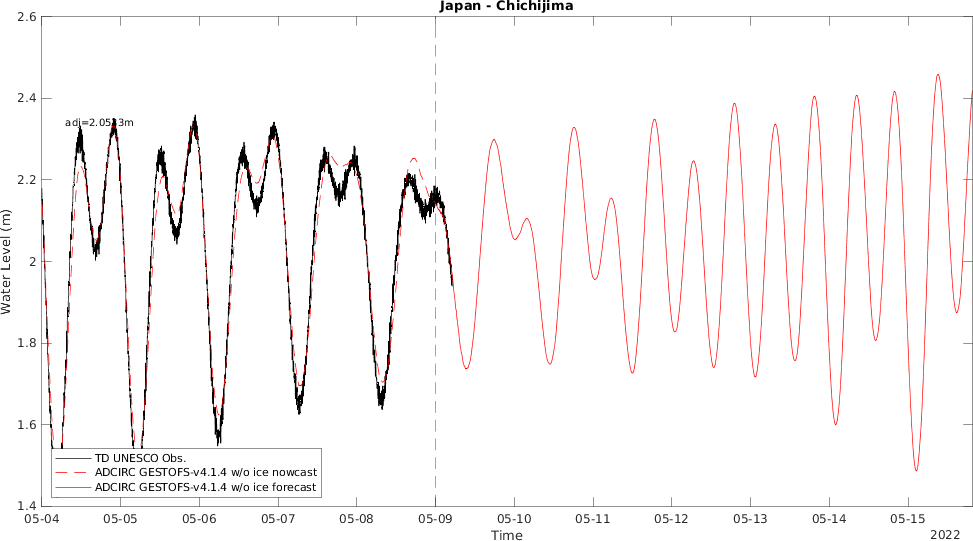 Japan - Chichijima
2.6
2.4
2.2
2
1.8
1.6
1.4
Water Level (m)
adj=2.0513m
TD UNESCO Obs.
ADCIRC GESTOFS-v4.1.4 w/o ice nowcast
ADCIRC GESTOFS-v4.1.4 w/o ice forecast
05-04 05-05 05-06 05-07 05-08 05-09 05-10 05-11 05-12 05-13 05-14 05-15
Time
2022